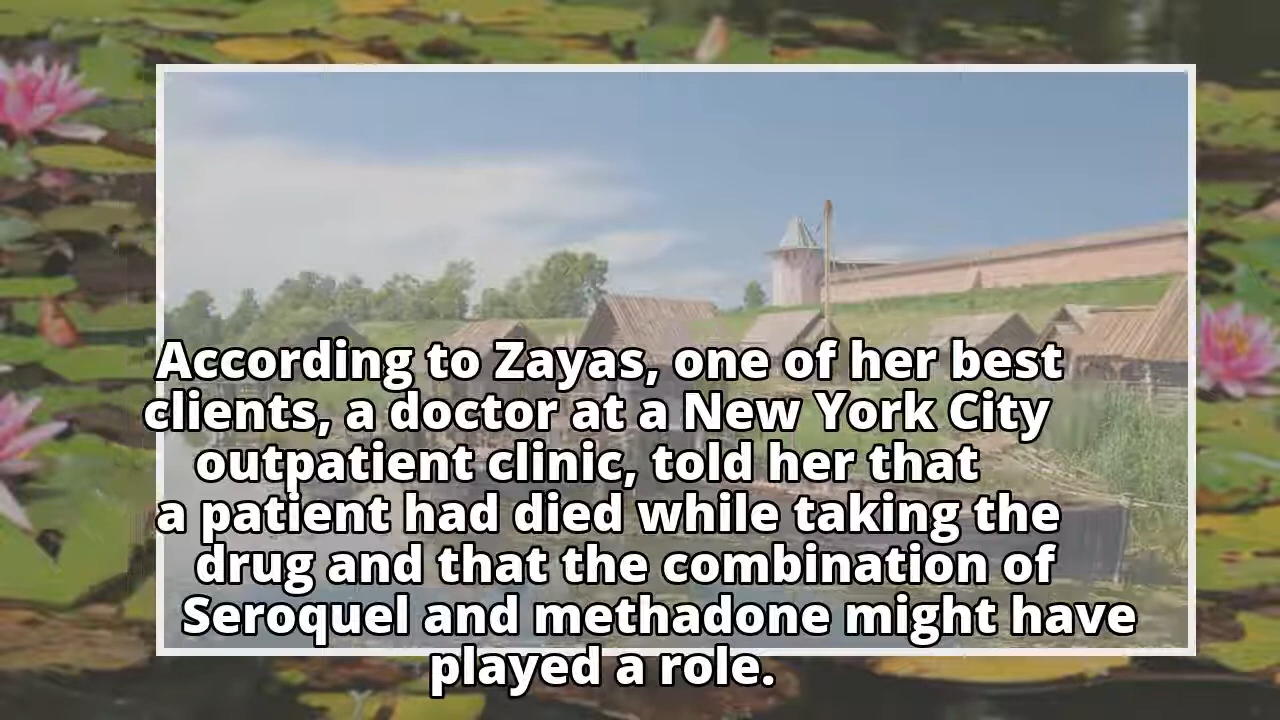 According to Zayas, one of her best
clients, a doctor at a New York City
outpatient clinic, told her that
a patient had died while taking the
drug and that the combination of
Seroquel and methadone might have
played a role.